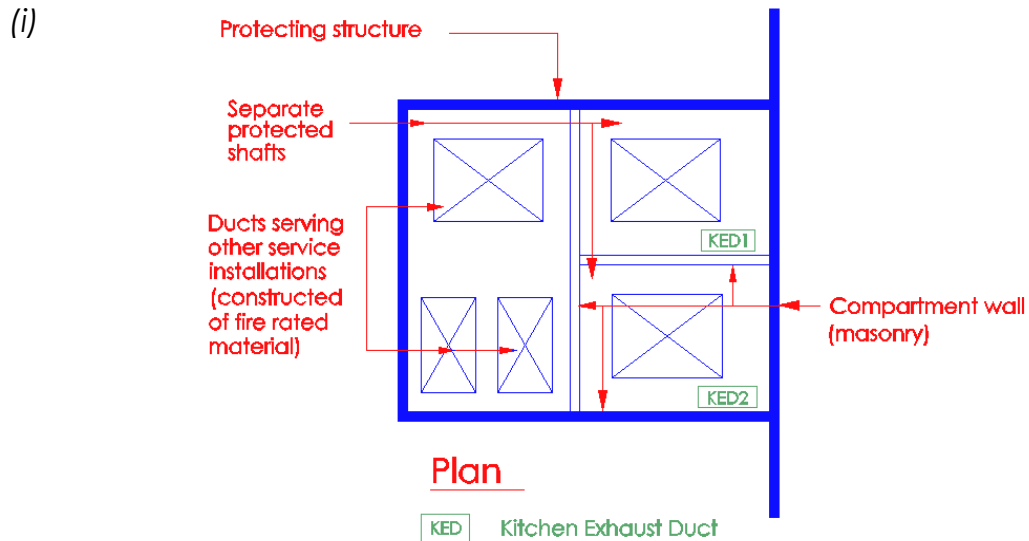 (i)
Protecting structure
Separate
protected
shafts
Ducts serving
other service
installations
(constructed
of fire rated
material)
KED1
Compartment wall
(masonry)
KED2
Plan
KED Kitchen Exhaust Duct